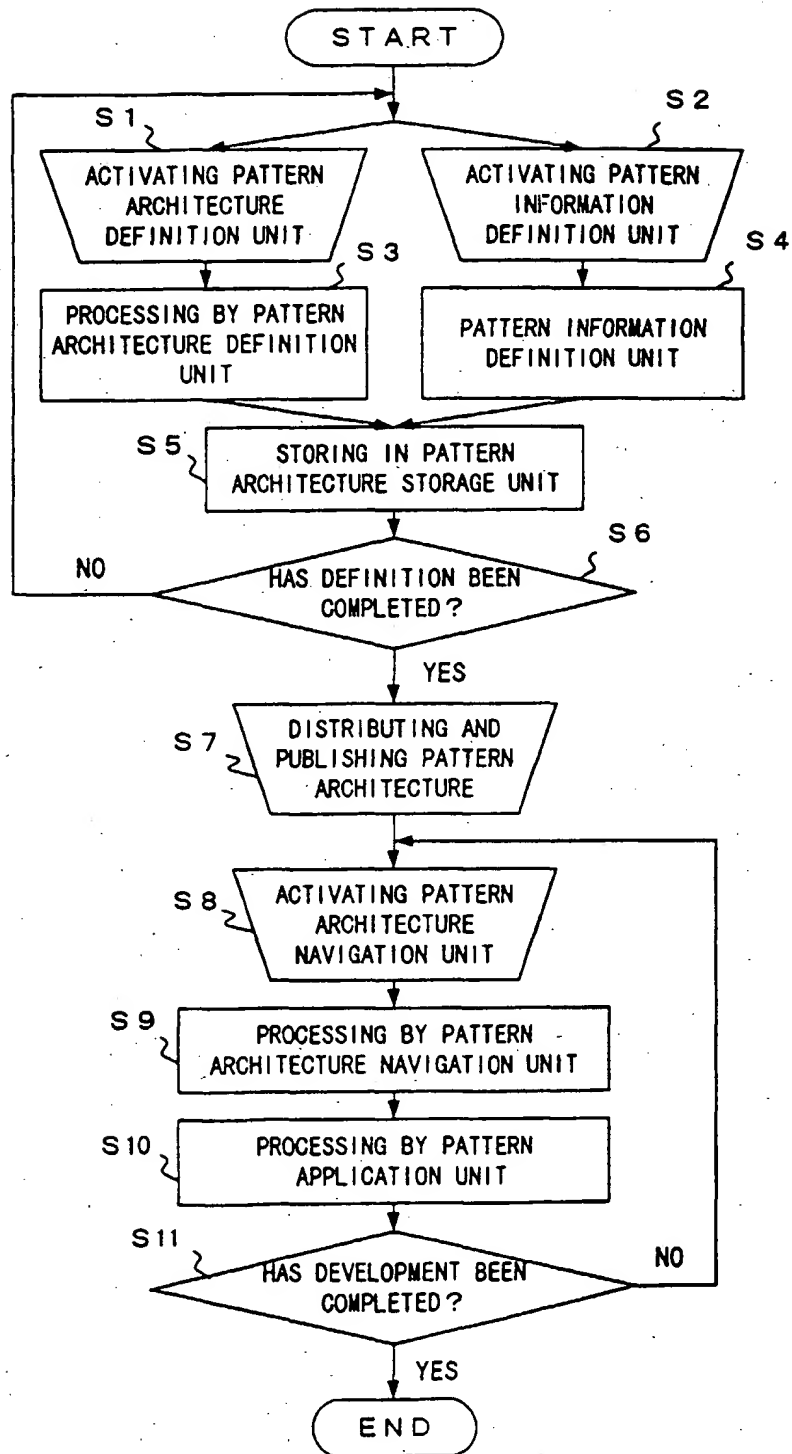 START
S1
S2
ACTIVATING PATTERN
ARCHITECTURE
DEFINITION UNIT
ACTIVATING PATTERN
INFORMATION
DEFINITION UNIT
S3
S4
PROCESSING BY PATTERN
ARCHITECTURE DEFINITION
UNIT
PATTERN INFORMATION
DEFINITION UNIT
S5
STORING IN PATTERN
ARCHITECTURE STORAGE UNIT
S6
NO
HAS DEFINITION BEEN
COMPLETED?
YES
S7
DISTRIBUTING AND
PUBLISHING PATTERN
ARCHITECTURE
S8
ACTIVATING PATTERN
ARCHITECTURE
NAVIGATION UNIT
S9
PROCESSING BY PATTERN
ARCHITECTURE NAVIGATION UNIT
S10
PROCESSING BY PATTERN
APPLICATION UNIT
S11
HAS DEVELOPMENT BEEN
COMPLETED?
NO
YES
END